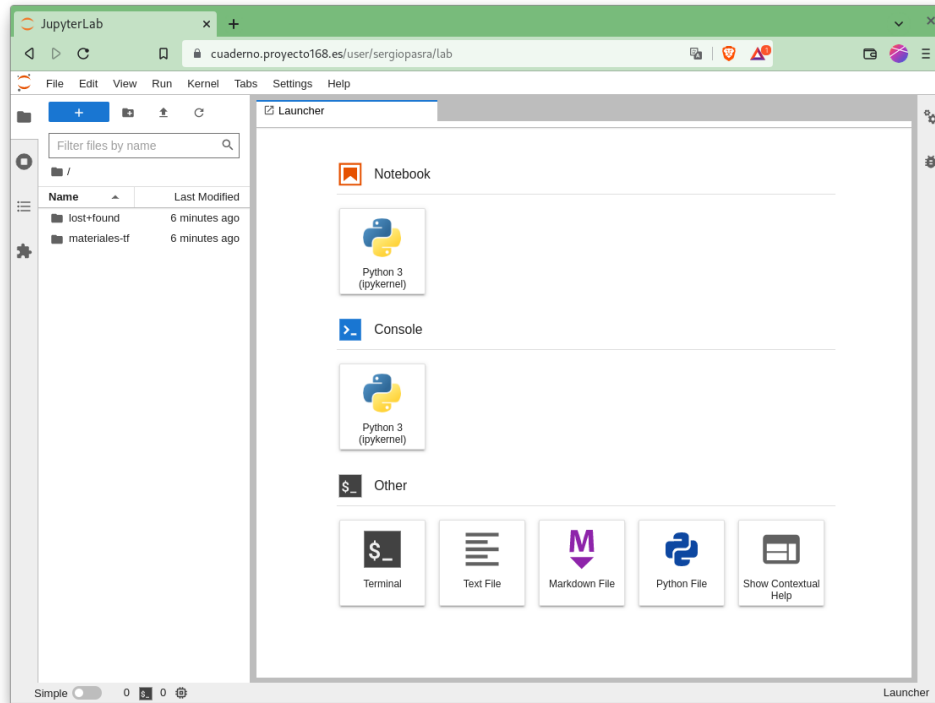 JupyterLab
cuaderno.proyecto168.es/user/sergiopasra/lab
1
File Edit View Run Kernel Tabs Settings Help
Launcher
Filter files by name
/
Name Last Modified
lost+found 6 minutes ago
materiales-tf 6 minutes ago
Notebook
Python 3
(ipykernel)
Console
Python 3
(ipykernel)
$_ Other
$_
Terminal
Text File
M
Markdown File
Python File
Show Contextual
Help
Simple 0 $_ 0
Launcher